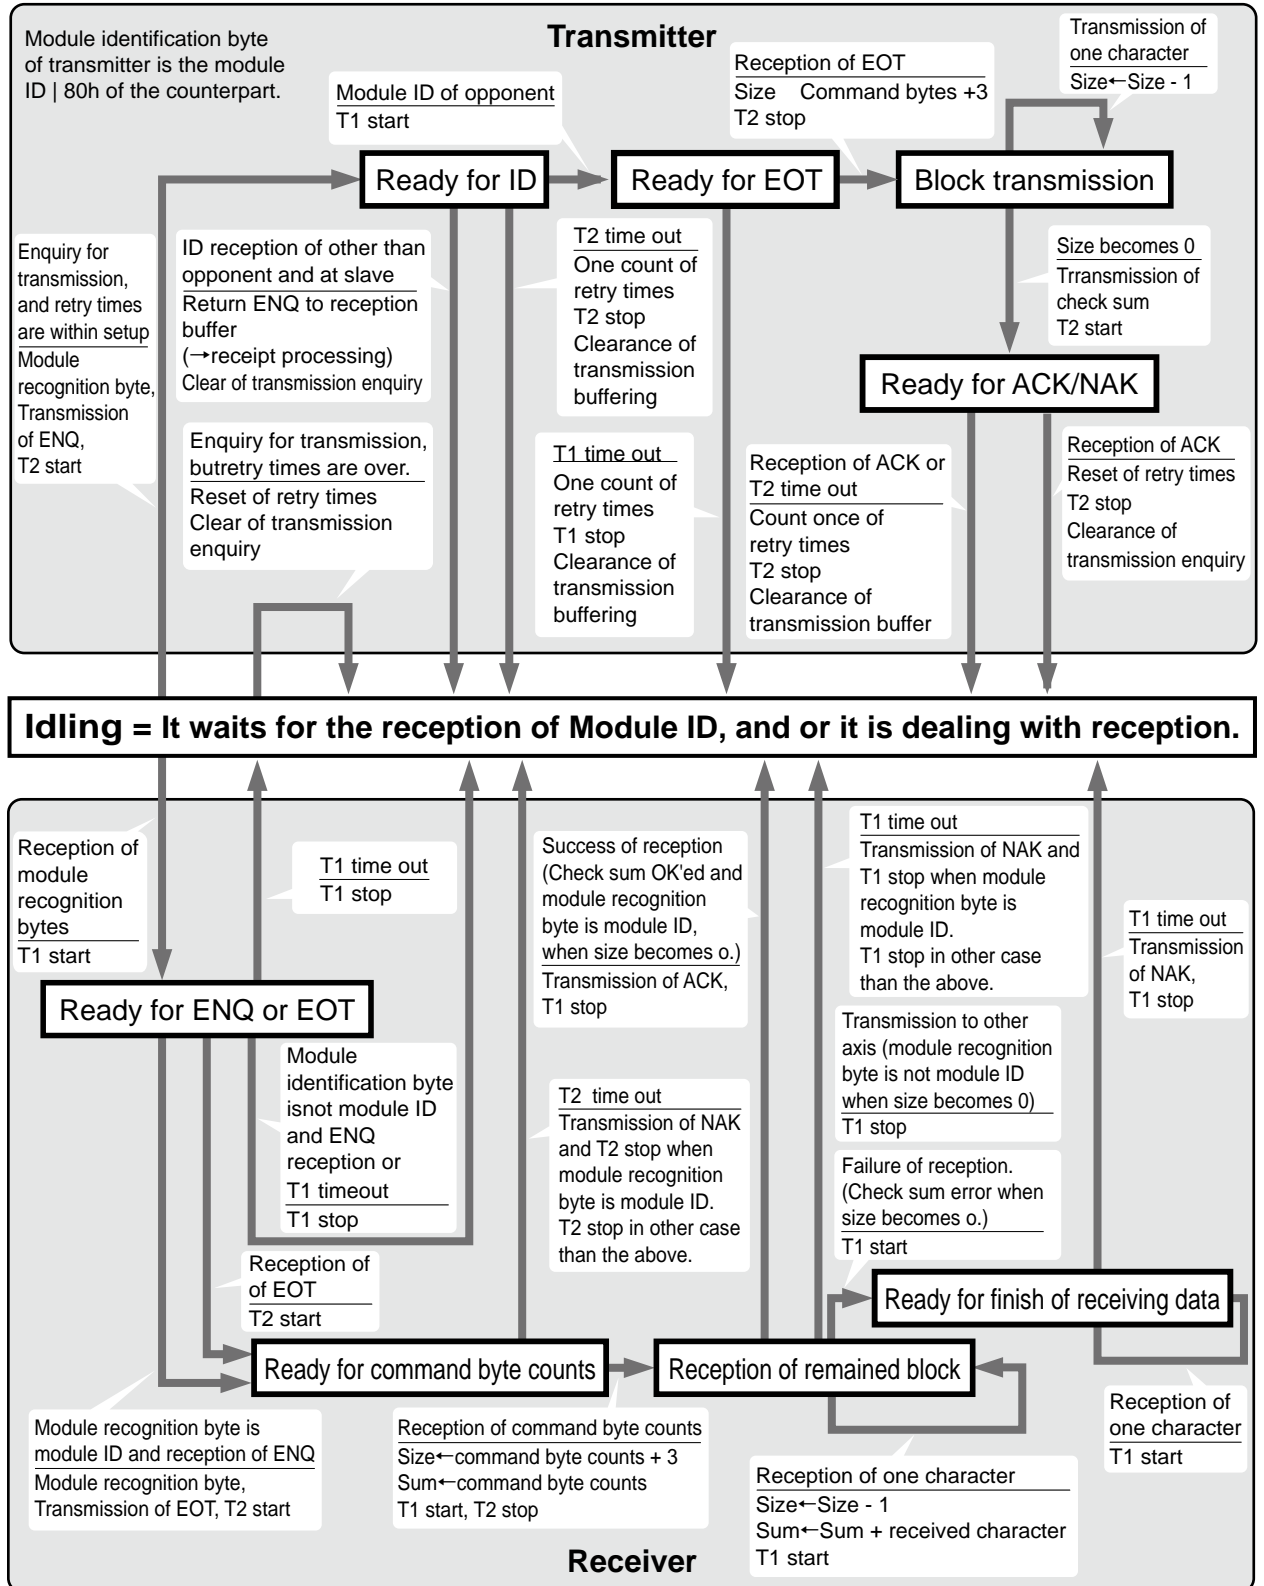 Transmitter
Module identification byte
of transmitter is the module
ID | 80h of the counterpart.
Module ID of opponent
T1 start
Reception of EOT
Size Command bytes +3
T2 stop
Transmission of
one character
Size←Size - 1
Ready for ID
Ready for EOT
Block transmission
Enquiry for
transmission,
and retry times
are within setup
Module
recognition byte,
Transmission
of ENQ,
T2 start
ID reception of other than
opponent and at slave
Return ENQ to reception
buffer
(→receipt processing)
Clear of transmission enquiry
T2 time out
One count of
retry times
T2 stop
Clearance of
transmission
buffering
Size becomes 0
Ttransmission of
check sum
T2 start
Ready for ACK/NAK
Enquiry for transmission,
butretry times are over.
Reset of retry times
Clear of transmission
enquiry
T1 time out
One count of
retry times
T1 stop
Clearance of
transmission
buffering
Reception of ACK or
T2 time out
Count once of
retry times
T2 stop
Clearance of
transmission buffer
Reception of ACK
Reset of retry times
T2 stop
Clearance of
transmission enquiry
Idling = It waits for the reception of Module ID, and or it is dealing with reception.
Reception of
module
recognition
bytes
T1 start
T1 time out
T1 stop
Success of reception
(Check sum OK'ed and
module recognition
byte is module ID,
when size becomes o.)
Transmission of ACK,
T1 stop
T1 time out
Transmission of NAK and
T1 stop when module
recognition byte is
module ID.
T1 stop in other case
than the above.
T1 time out
Transmission
of NAK,
T1 stop
Ready for ENQ or EOT
Module
identification byte
isnot module ID
and ENQ
reception or
T1 timeout
T1 stop
T2 time out
Transmission of NAK
and T2 stop when
module recognition
byte is module ID.
T2 stop in other case
than the above.
Transmission to other
axis (module recognition
byte is not module ID
when size becomes 0)
T1 stop
Failure of reception.
(Check sum error when
size becomes o.)
T1 start
Reception of
of EOT
T2 start
Ready for finish of receiving data
Ready for command byte counts
Reception of remained block
Module recognition byte is
module ID and reception of ENQ
Module recognition byte,
Transmission of EOT, T2 start
Reception of command byte counts
Size←command byte counts + 3
Sum←command byte counts
T1 start, T2 stop
Reception of one character
Size←Size - 1
Sum←Sum + received character
T1 start
Reception of
one character
T1 start
Receiver